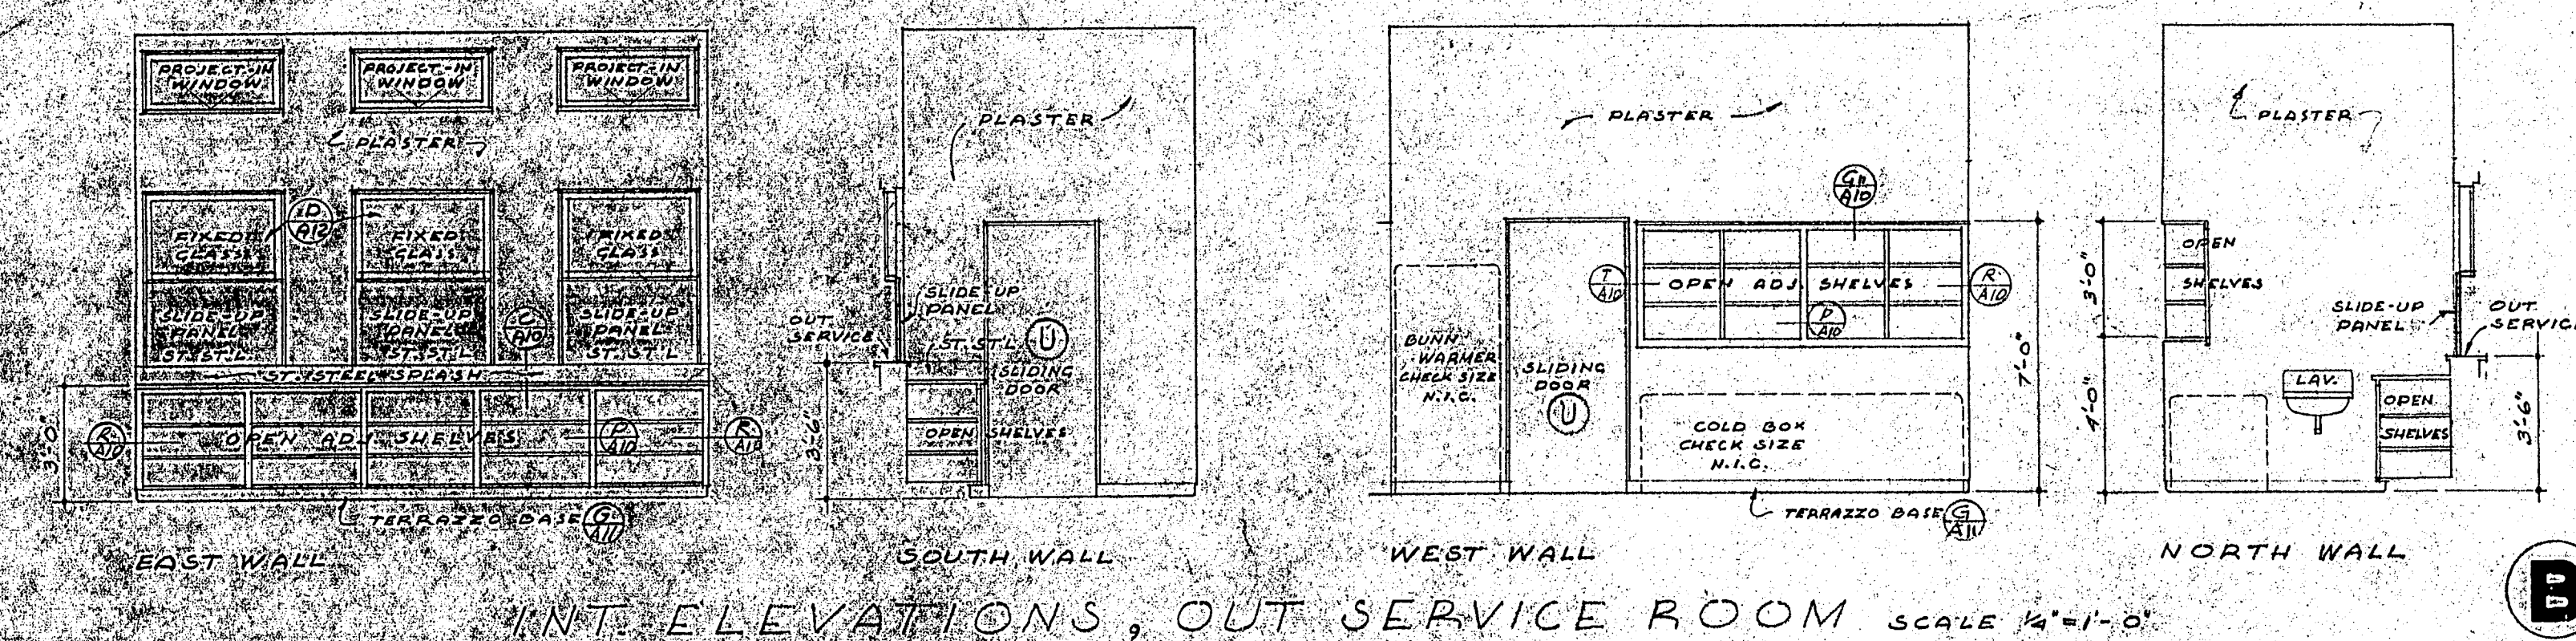 PROJECT-IN
WINDOW
PROJECT-IN
WINDOW
PROJECT-IN
WINDOW
PLASTER
D
A12
FIXED
GLASS
FIXED
GLASS
FIXED
GLASS
SLIDE-UP
PANEL
ST. ST'L
SLIDE-UP
PANEL
ST. ST'L
SLIDE-UP
PANEL
ST. ST'L
C
A10
ST. STEEL SPLASH
3'-0"
R
A10
OPEN ADJ. SHELVES
P
A10
R
A10
TERRAZZO BASE
G
A11
EAST WALL
PLASTER
SLIDE-UP
PANEL
ST. ST'L
OUT
SERVICE
U
SLIDING
DOOR
3'-6"
OPEN SHELVES
SOUTH WALL
PLASTER
G11
A10
T
A10
OPEN ADJ. SHELVES
R
A10
P
A10
BUNN
WARMER
CHECK SIZE
N.I.C.
SLIDING
DOOR
U
COLD BOX
CHECK SIZE
N.I.C.
7'-0"
TERRAZZO BASE
G
A11
WEST WALL
PLASTER
OPEN
SHELVES
3'-0"
4'-0"
SLIDE-UP
PANEL
OUT
SERVIC
LAV.
OPEN
SHELVES
3'-6"
NORTH WALL
B
INT. ELEVATIONS, OUT SERVICE ROOM SCALE 1/4"=1'-0"